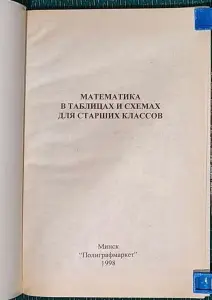 МАТЕМАТИКА
В ТАБЛИЦАХ И СХЕМАХ
ДЛЯ СТАРШИХ КЛАССОВ
Минск
"Полиграфмаркет"
1998